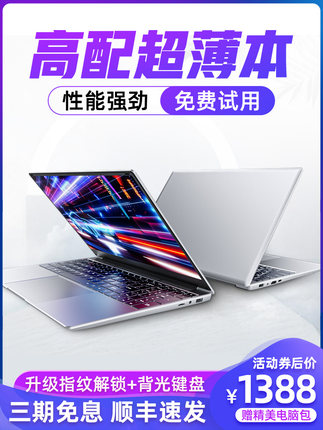 高配超薄本
性能强劲 免费试用
升级指纹解锁+背光键盘
三期免息 顺丰速发
活动券后价
¥1388
赠精美电脑包